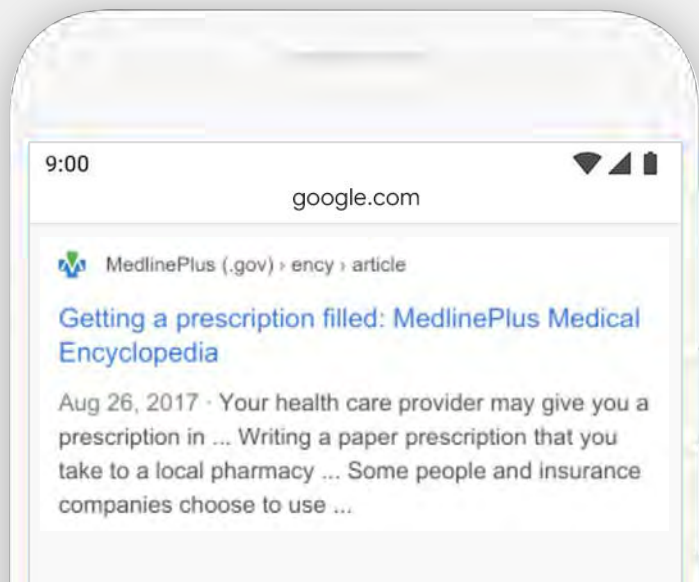 9:00
google.com
MedlinePlus (.gov) › ency › article
Getting a prescription filled: MedlinePlus Medical
Encyclopedia
Aug 26, 2017 · Your health care provider may give you a
prescription in ... Writing a paper prescription that you
take to a local pharmacy ... Some people and insurance
companies choose to use ...